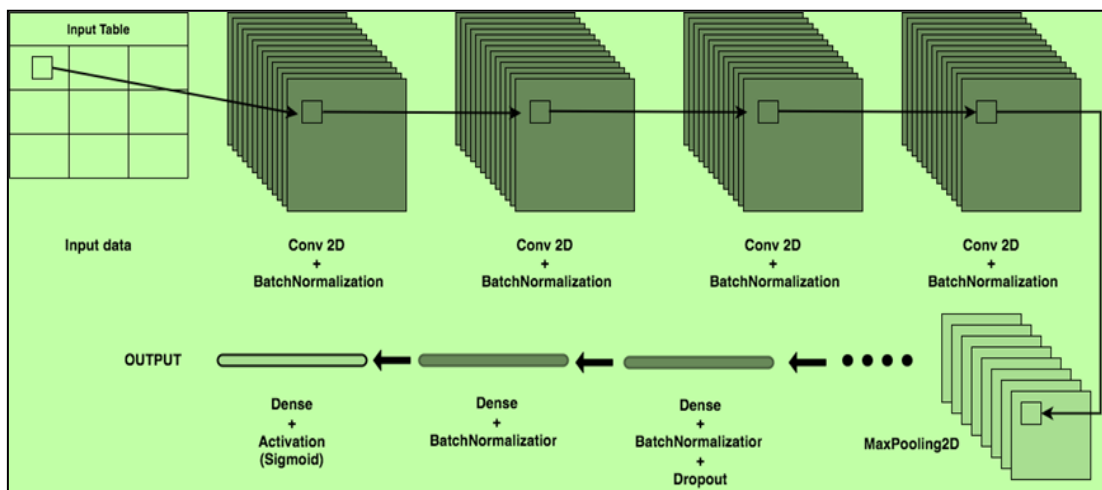 Input Table
Input data
Conv 2D
+
BatchNormalization
Conv 2D
+
BatchNormalization
Conv 2D
+
BatchNormalization
Conv 2D
+
BatchNormalization
OUTPUT
Dense
+
Activation
(Sigmoid)
Dense
+
BatchNormalizatior
Dense
+
BatchNormalizatior
+
Dropout
MaxPooling2D